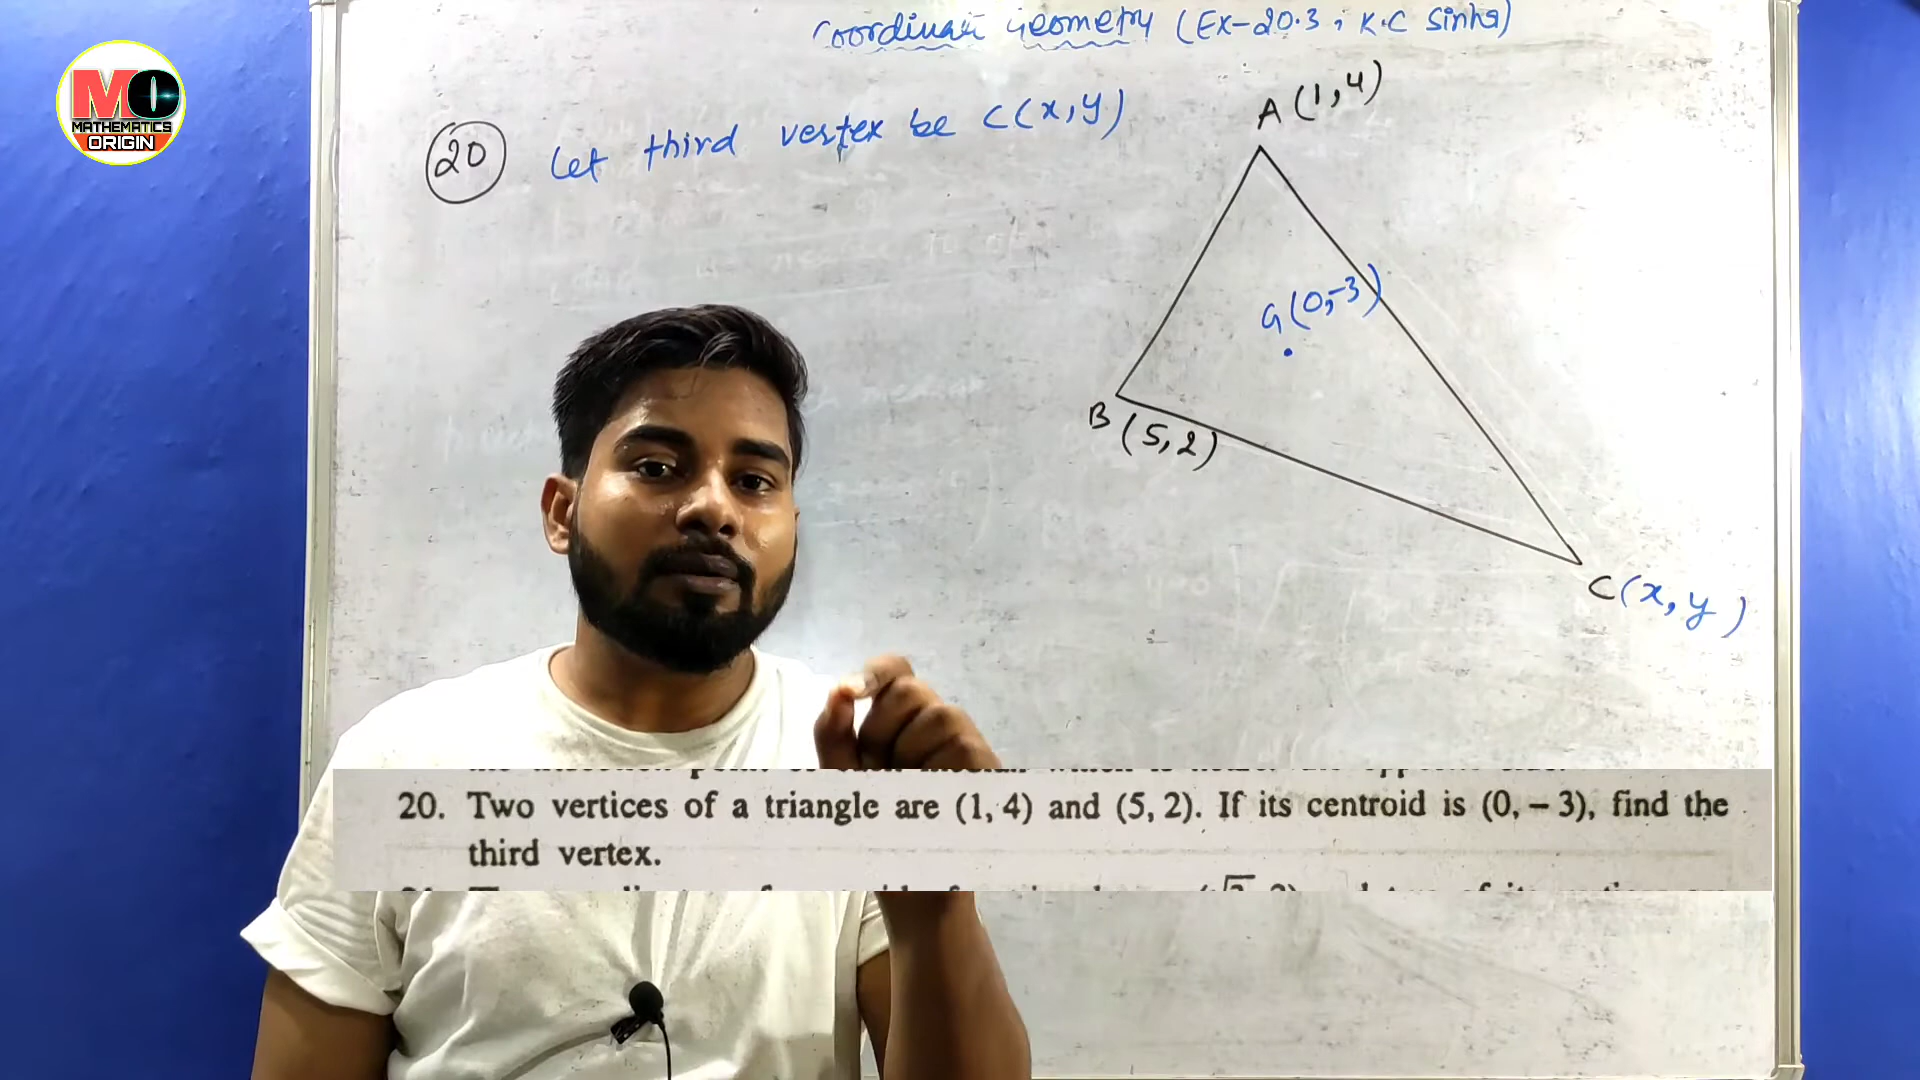 Coordinate Geometry (Ex-20.3, K.C Sinha)
MO
MATHEMATICS
ORIGIN
20 Let third vertex be C(x,y)
A (1,4)
G(0,-3)
B (5,2)
C(x, y)
20. Two vertices of a triangle are (1, 4) and (5, 2). If its centroid is (0, – 3), find the
third vertex.